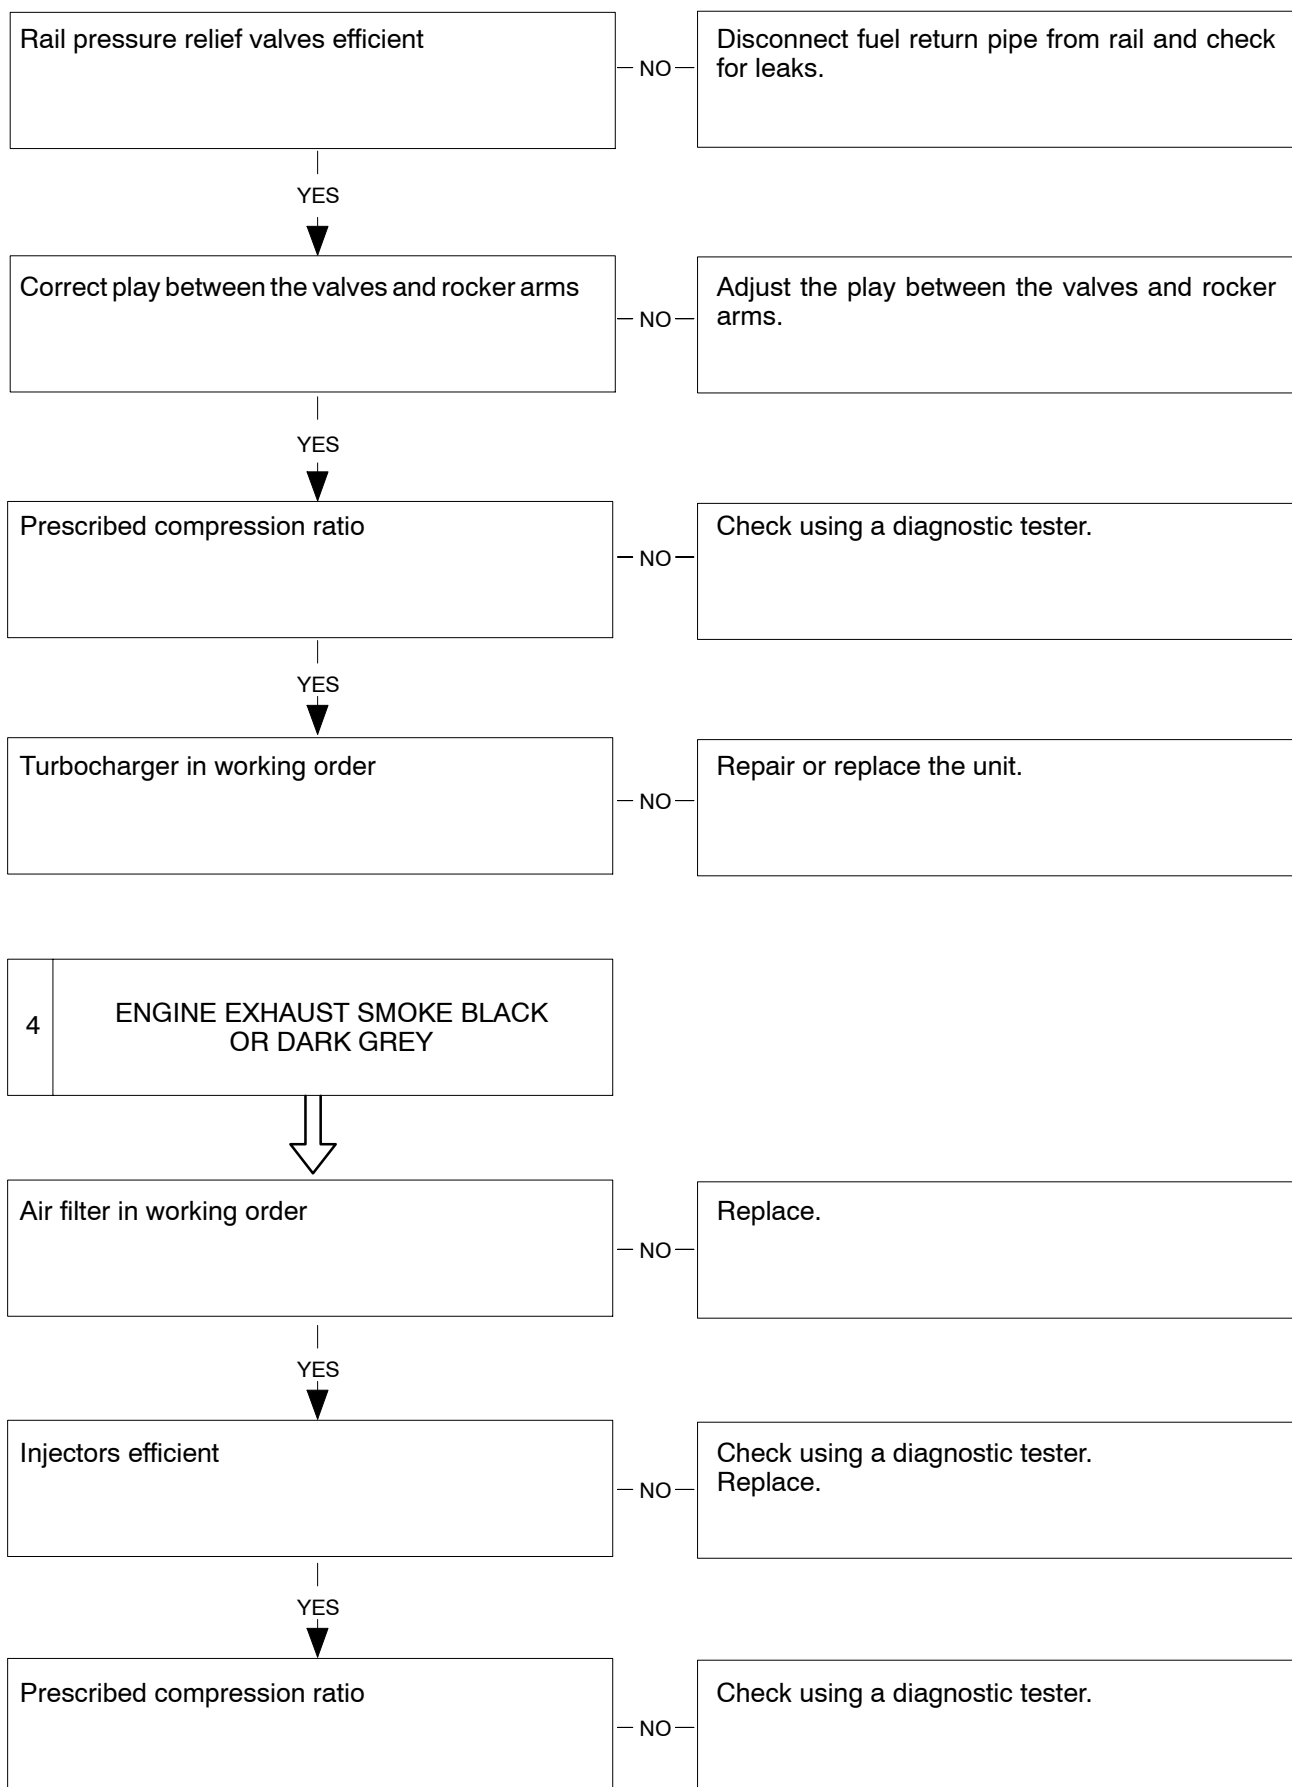 Rail pressure relief valves efficient
NO
Disconnect fuel return pipe from rail and check
for leaks.
YES
Correct play between the valves and rocker arms
NO
Adjust the play between the valves and rocker
arms.
YES
Prescribed compression ratio
NO
Check using a diagnostic tester.
YES
Turbocharger in working order
NO
Repair or replace the unit.
4
ENGINE EXHAUST SMOKE BLACK
OR DARK GREY
Air filter in working order
NO
Replace.
YES
Injectors efficient
NO
Check using a diagnostic tester.
Replace.
YES
Prescribed compression ratio
NO
Check using a diagnostic tester.